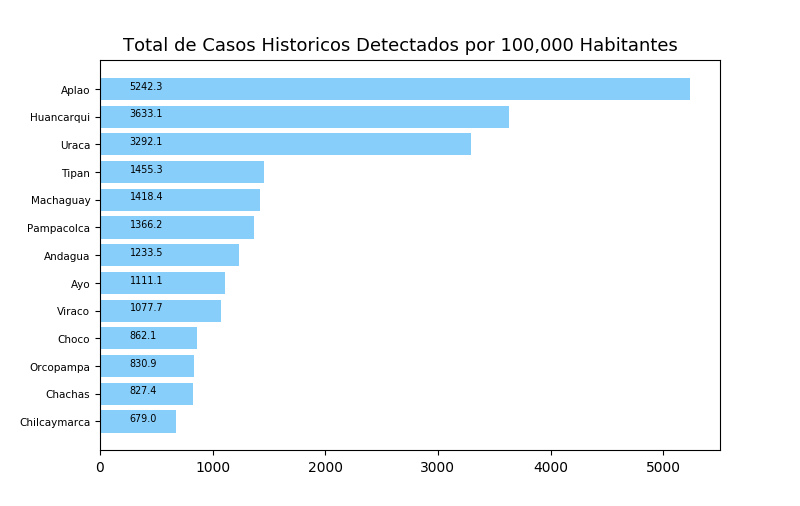 Total de Casos Historicos Detectados por 100,000 Habitantes
Aplao 5242.3
Huancarqui 3633.1
Uraca 3292.1
Tipan 1455.3
Machaguay 1418.4
Pampacolca 1366.2
Andagua 1233.5
Ayo 1111.1
Viraco 1077.7
Choco 862.1
Orcopampa 830.9
Chachas 827.4
Chilcaymarca 679.0
0 1000 2000 3000 4000 5000